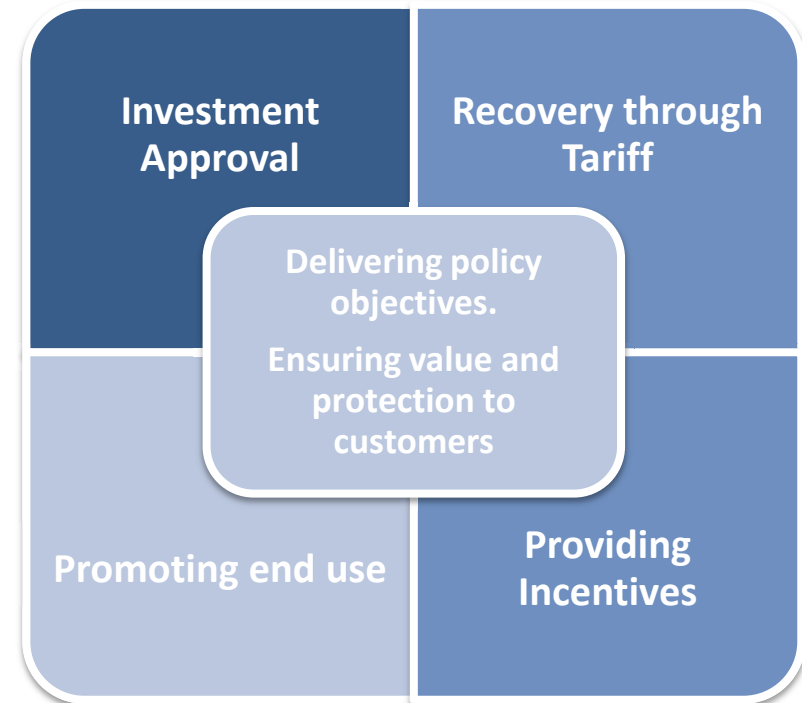 Investment
Approval
Recovery through
Tariff
Delivering policy
objectives.
Ensuring value and
protection to
customers
Promoting end use
Providing
Incentives